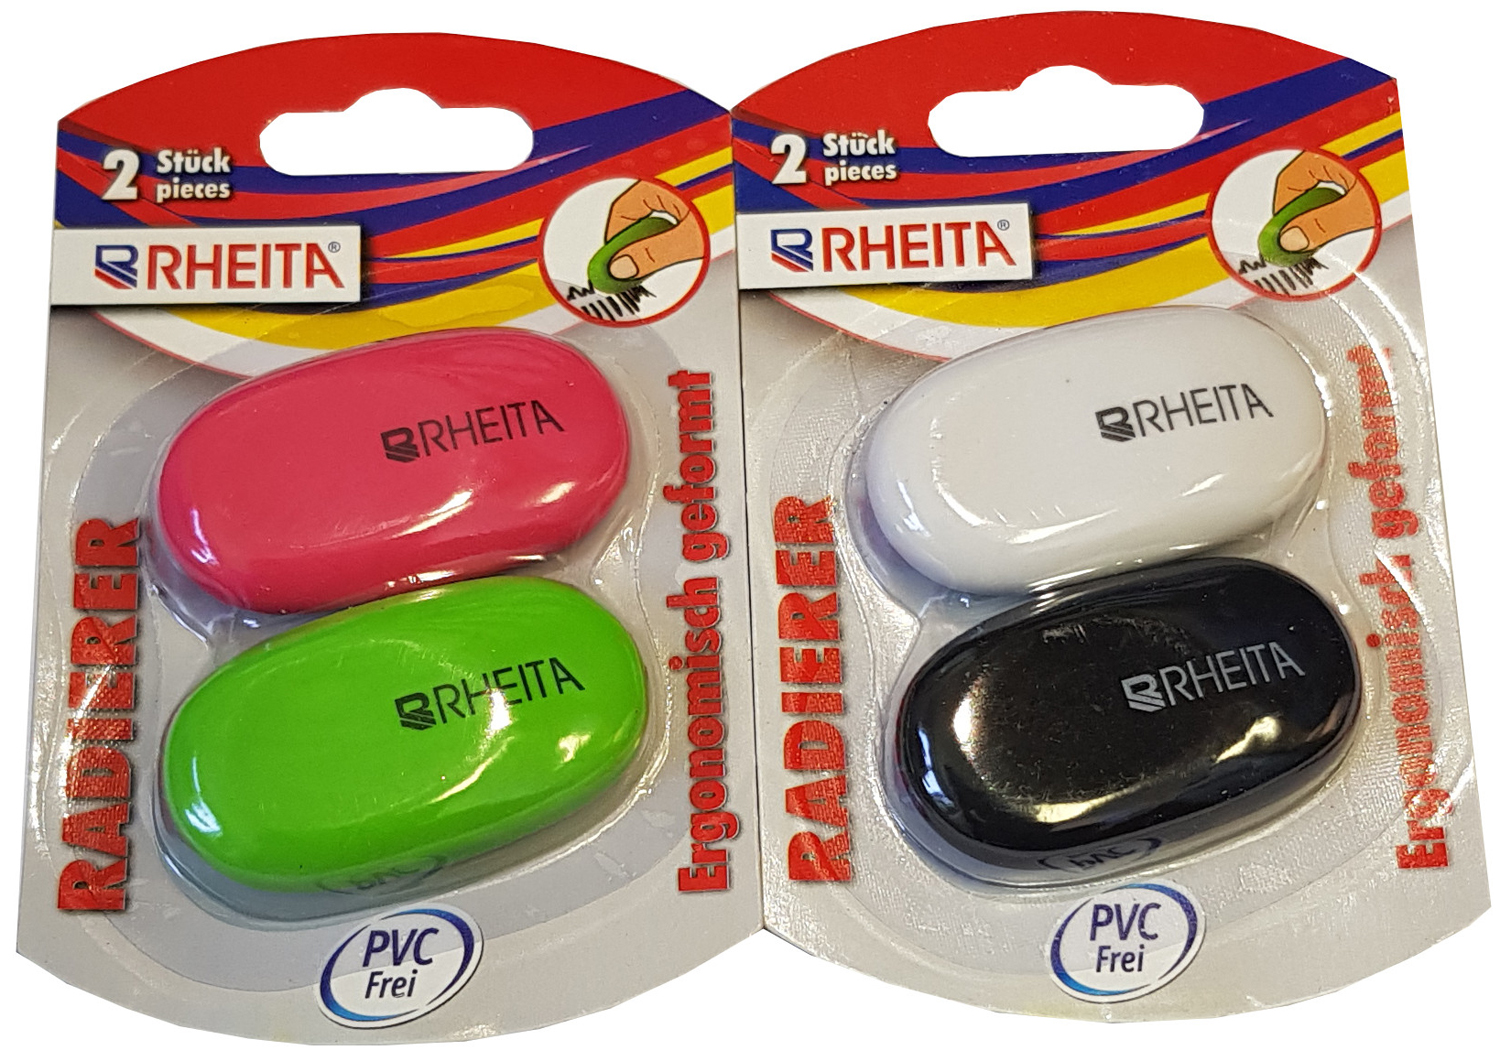 2 Stück
pieces
RHEITA®
RHEITA
RHEITA
RADIERER
Ergonomisch geformt
PVC
Frei
2 Stück
pieces
RHEITA®
RHEITA
RHEITA
RADIERER
Ergonomisch geformt
PVC
Frei